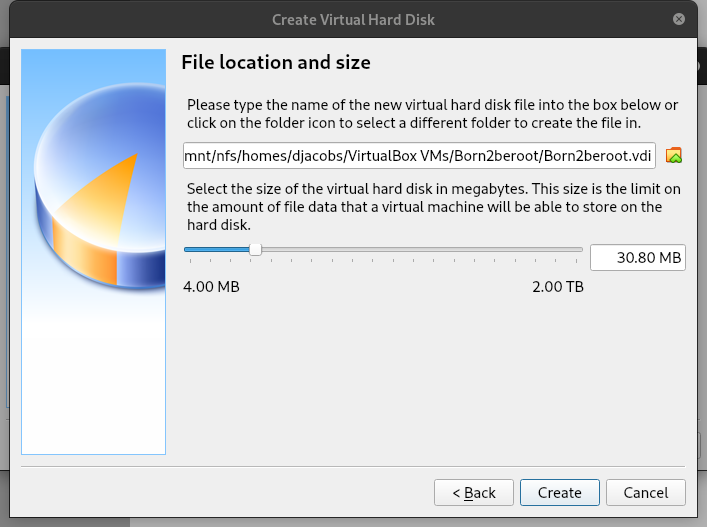 Create Virtual Hard Disk
File location and size
Please type the name of the new virtual hard disk file into the box below or
click on the folder icon to select a different folder to create the file in.
mnt/nfs/homes/djacobs/VirtualBox VMs/Born2beroot/Born2beroot.vdi
Select the size of the virtual hard disk in megabytes. This size is the limit on
the amount of file data that a virtual machine will be able to store on the
hard disk.
30.80 MB
4.00 MB 2.00 TB
< Back Create Cancel